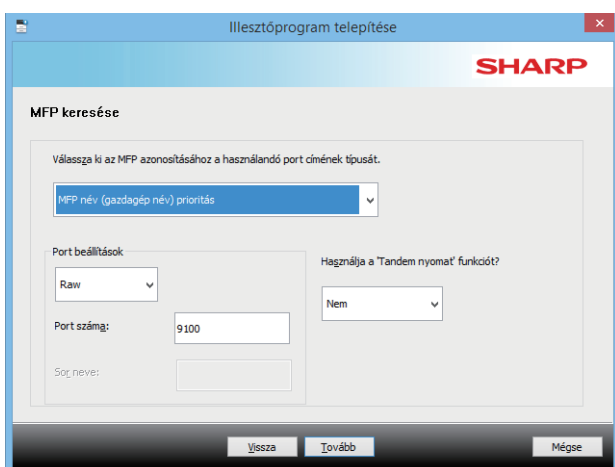 Illesztőprogram telepítése
SHARP
MFP keresése
Válassza ki az MFP azonosításához a használandó port címének típusát.
MFP név (gazdagép név) prioritás
Port beállítások
Raw
Port száma:
9100
Sor neve:
Használja a 'Tandem nyomat' funkciót?
Nem
Vissza
Tovább
Mégse